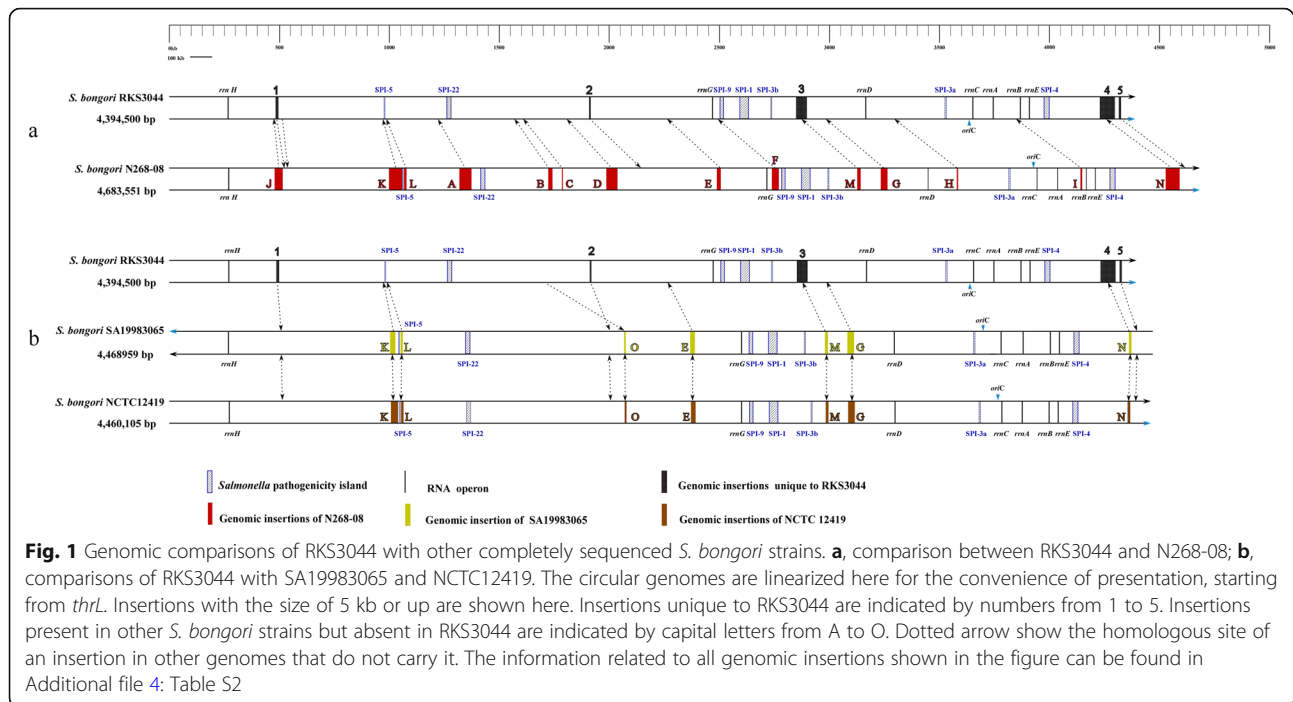 0kb 500 1000 1500 2000 2500 3000 3500 4000 4500 5000
100 Kb
a
rrn H 1 SPI-5 SPI-22 2 rrnG SPI-9 SPI-1 SPI-3b 3 rrnD SPI-3a rrnC rrnA rrnB rrnE SPI-4 4 5
S. bongori RKS3044
4,394,500 bp
oriC
oriC
F
S. bongori N268-08
J K L A B C D E M G H I N
4,683,551 bp
rrn H SPI-5 SPI-22 rrnG SPI-9 SPI-1 SPI-3b rrnD SPI-3a rrnC rrnA rrnB rrnE SPI-4
b
rrnH 1 SPI-5 SPI-22 2 rrnG SPI-9 SPI-1 SPI-3b 3 rrnD SPI-3a rrnC rrnA rrnB rrnE SPI-4 4 5
S. bongori RKS3044
4,394,500 bp
oriC
SPI-5 oriC
S. bongori SA19983065
K L O E M G N
4,468959 bp
rrnH SPI-22 rrnG SPI-9 SPI-1 SPI-3b rrnD SPI-3a rrnC rrnA rrnB rrnE SPI-4
oriC
S. bongori NCTC12419
K L O E M G N
4,460,105 bp
rrnH SPI-5 SPI-22 rrnG SPI-9 SPI-1 SPI-3b rrnD SPI-3a rrnC rrnA rrnB rrnE SPI-4
Salmonella pathogenicity island RNA operon Genomic insertions unique to RKS3044
Genomic insertions of N268-08 Genomic insertion of SA19983065 Genomic insertions of NCTC 12419
Fig. 1 Genomic comparisons of RKS3044 with other completely sequenced S. bongori strains. a, comparison between RKS3044 and N268-08; b,
comparisons of RKS3044 with SA19983065 and NCTC12419. The circular genomes are linearized here for the convenience of presentation, starting
from thrL. Insertions with the size of 5 kb or up are shown here. Insertions unique to RKS3044 are indicated by numbers from 1 to 5. Insertions
present in other S. bongori strains but absent in RKS3044 are indicated by capital letters from A to O. Dotted arrow show the homologous site of
an insertion in other genomes that do not carry it. The information related to all genomic insertions shown in the figure can be found in
Additional file 4: Table S2